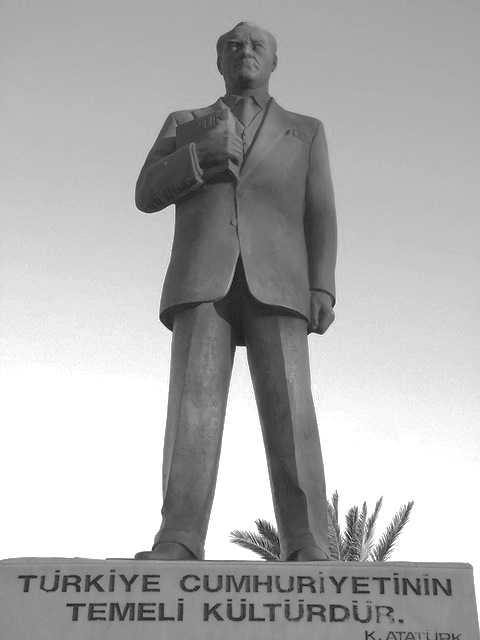 TÜRKİYE CUMHURİYETİNİN
TEMELİ KÜLTÜRDÜR.
K. ATATÜRK